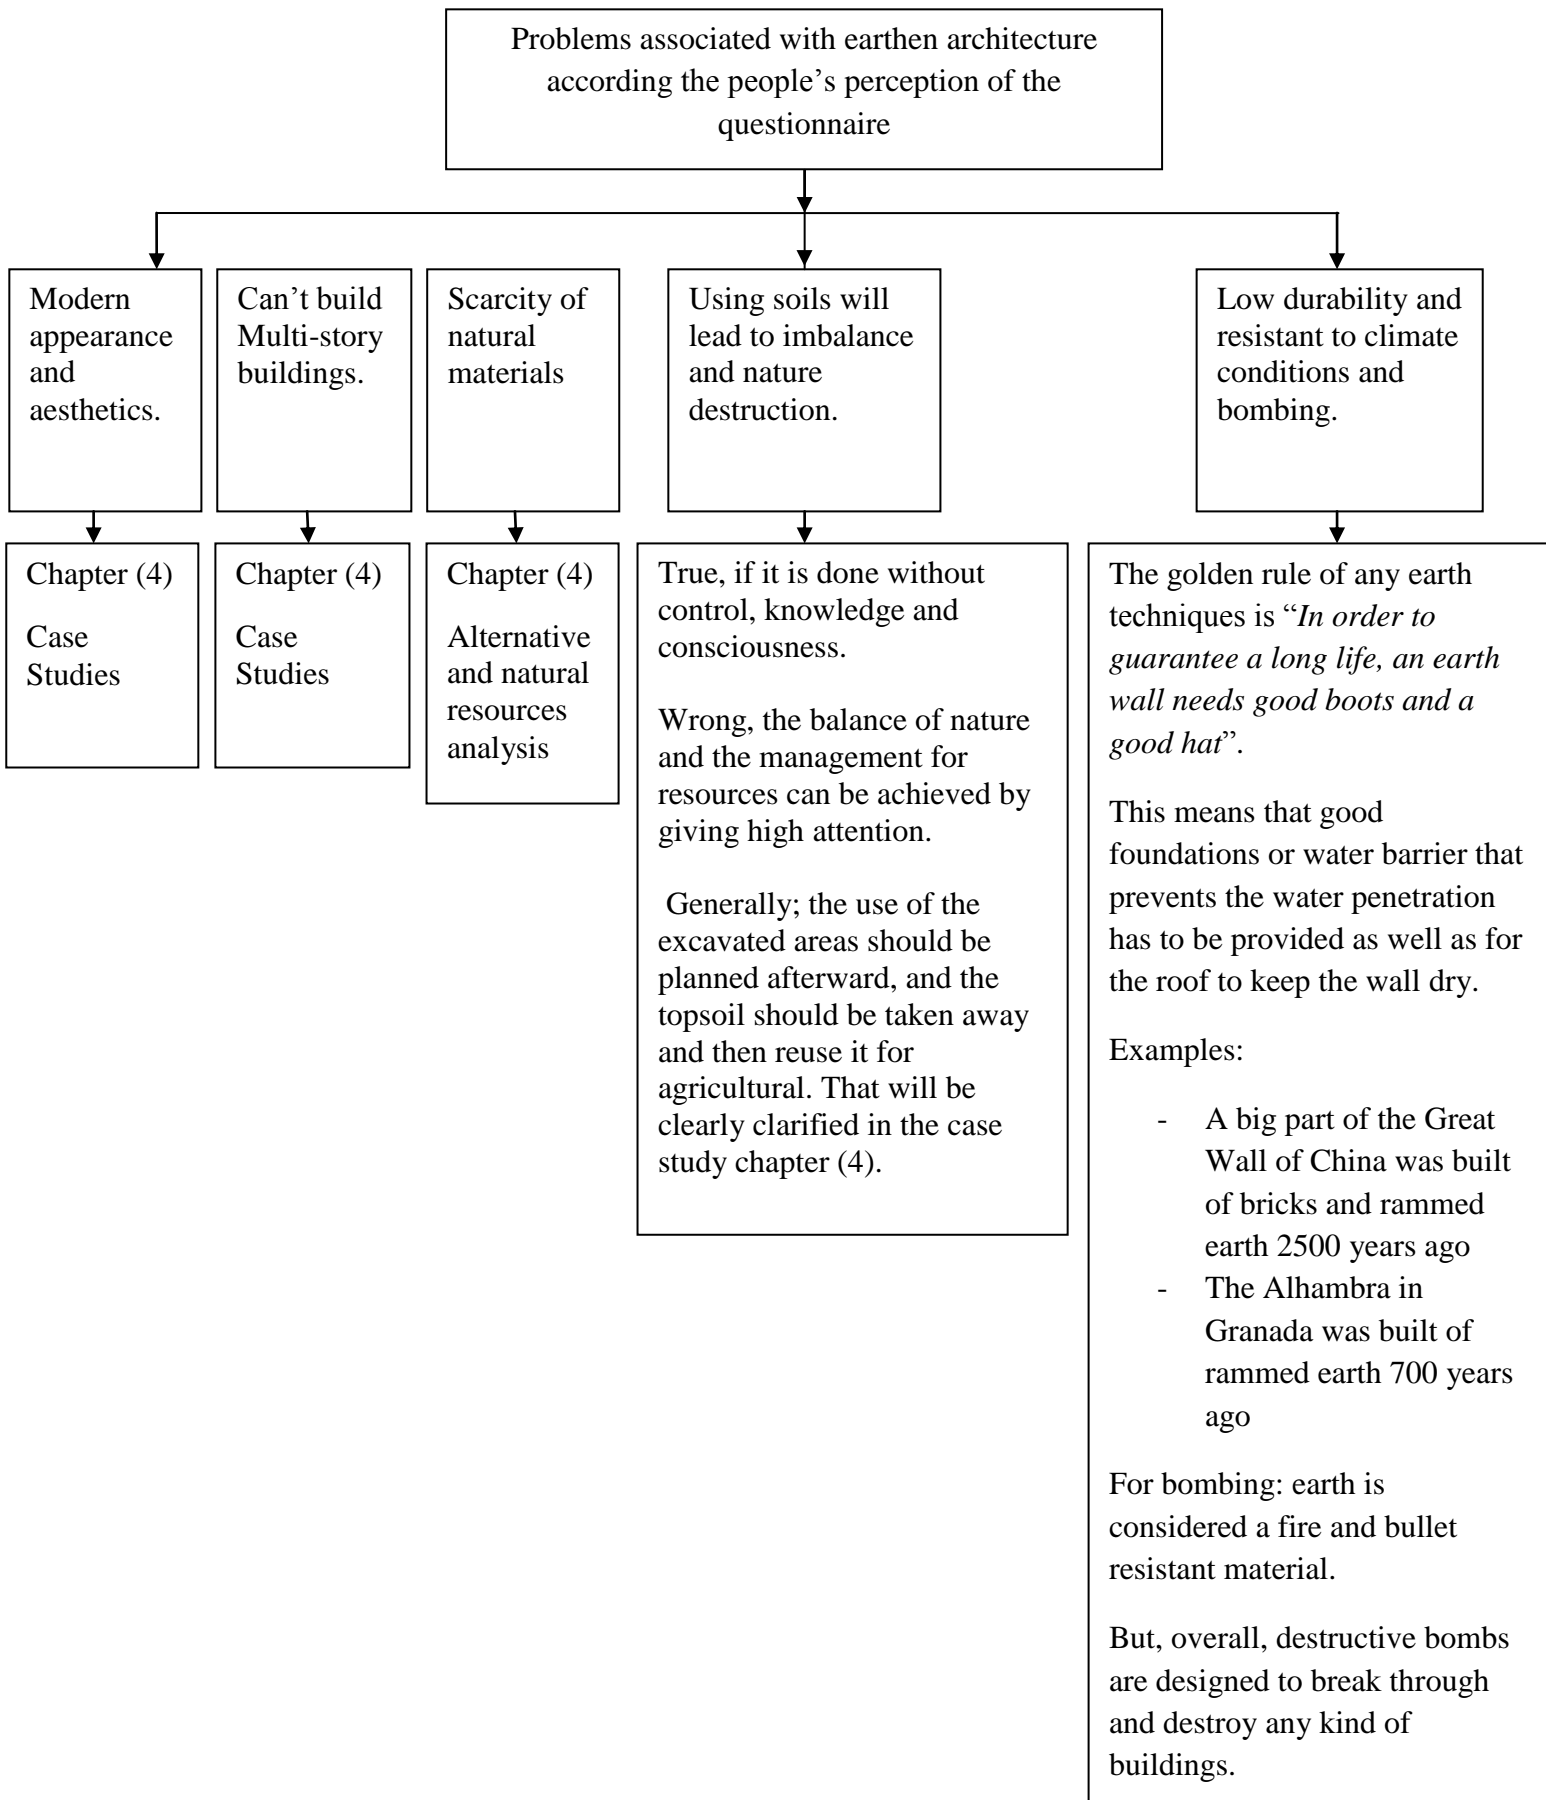 Problems associated with earthen architecture
according the people’s perception of the
questionnaire
Modern
appearance
and
aesthetics.
Can’t build
Multi-story
buildings.
Scarcity of
natural
materials
Using soils will
lead to imbalance
and nature
destruction.
Low durability and
resistant to climate
conditions and
bombing.
Chapter (4)
Case
Studies
Chapter (4)
Case
Studies
Chapter (4)
Alternative
and natural
resources
analysis
True, if it is done without
control, knowledge and
consciousness.
Wrong, the balance of nature
and the management for
resources can be achieved by
giving high attention.
Generally; the use of the
excavated areas should be
planned afterward, and the
topsoil should be taken away
and then reuse it for
agricultural. That will be
clearly clarified in the case
study chapter (4).
The golden rule of any earth
techniques is “In order to
guarantee a long life, an earth
wall needs good boots and a
good hat”.
This means that good
foundations or water barrier that
prevents the water penetration
has to be provided as well as for
the roof to keep the wall dry.
Examples:
- A big part of the Great
Wall of China was built
of bricks and rammed
earth 2500 years ago
- The Alhambra in
Granada was built of
rammed earth 700 years
ago
For bombing: earth is
considered a fire and bullet
resistant material.
But, overall, destructive bombs
are designed to break through
and destroy any kind of
buildings.